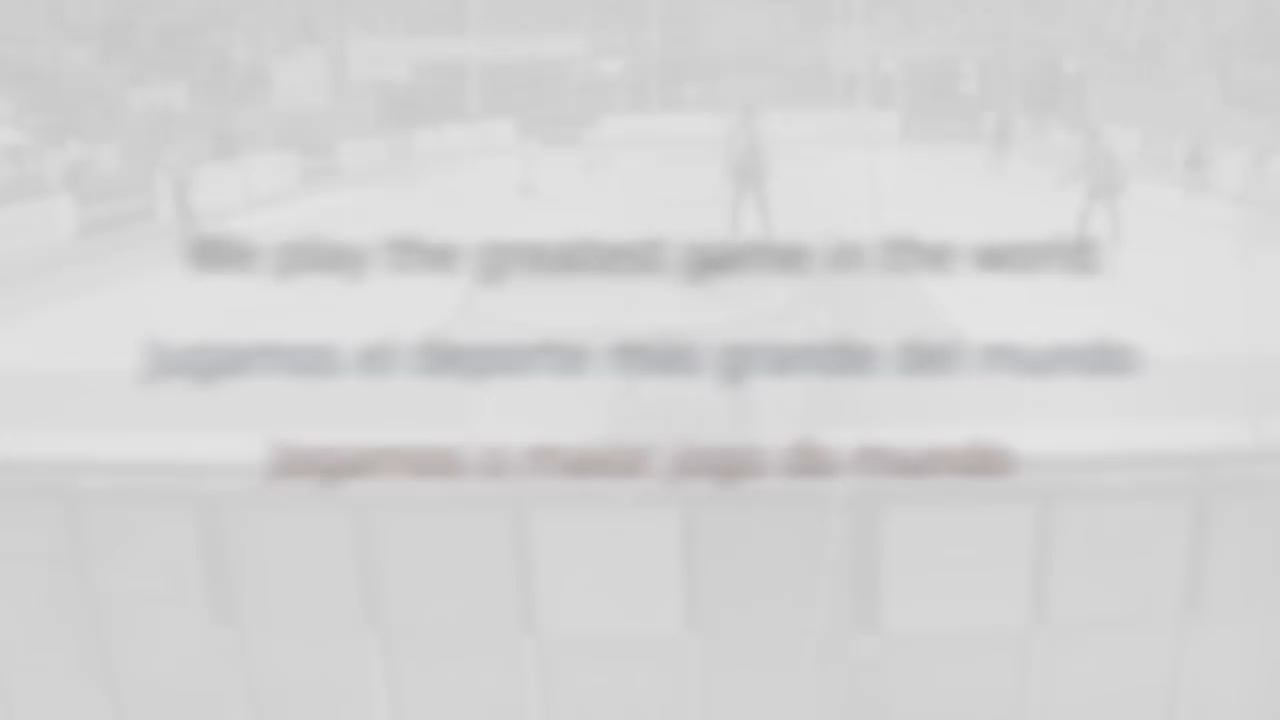 We play the greatest game in the world
Jugamos el deporte más grande del mundo
Jogamos o maior jogo do mundo